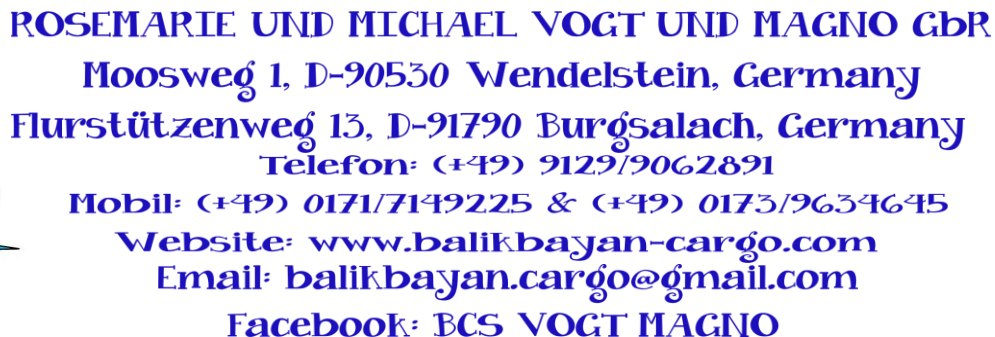 ROSEMARIE UND MICHAEL VOGT UND MAGNO GbR
Moosweg 1, D-90530 Wendelstein, Germany
Flurstützenweg 13, D-91790 Burgsalach, Germany
Telefon: (+49) 9129/9062891
Mobil: (+49) 0171/7149225 & (+49) 0173/9634645
Website: www.balikbayan-cargo.com
Email: balikbayan.cargo@gmail.com
Facebook: BCS VOGT MAGNO